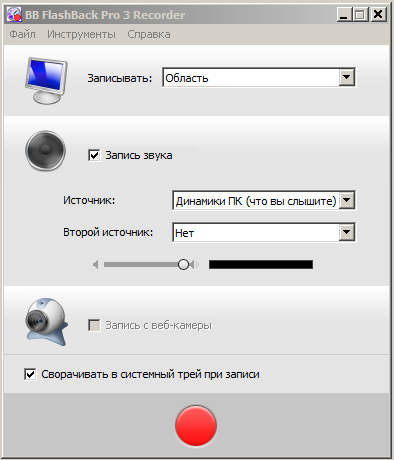 BB FlashBack Pro 3 Recorder
Файл Инструменты Справка
Записывать: Область
Запись звука
Источник: Динамики ПК (что вы слышите)
Второй источник: Нет
Запись с веб-камеры
Сворачивать в системный трей при записи